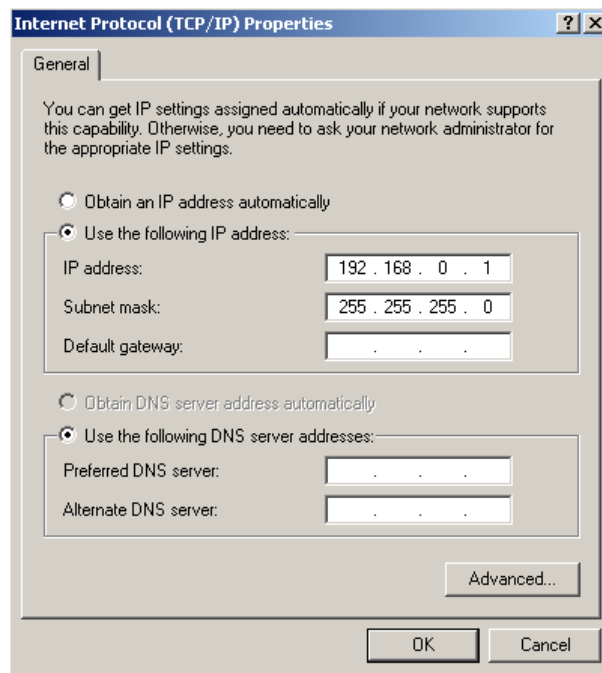 Internet Protocol (TCP/IP) Properties
General
You can get IP settings assigned automatically if your network supports
this capability. Otherwise, you need to ask your network administrator for
the appropriate IP settings.
Obtain an IP address automatically
Use the following IP address:
IP address: 192 . 168 . 0 . 1
Subnet mask: 255 . 255 . 255 . 0
Default gateway: . . .
Obtain DNS server address automatically
Use the following DNS server addresses:
Preferred DNS server: . . .
Alternate DNS server: . . .
Advanced...
OK Cancel